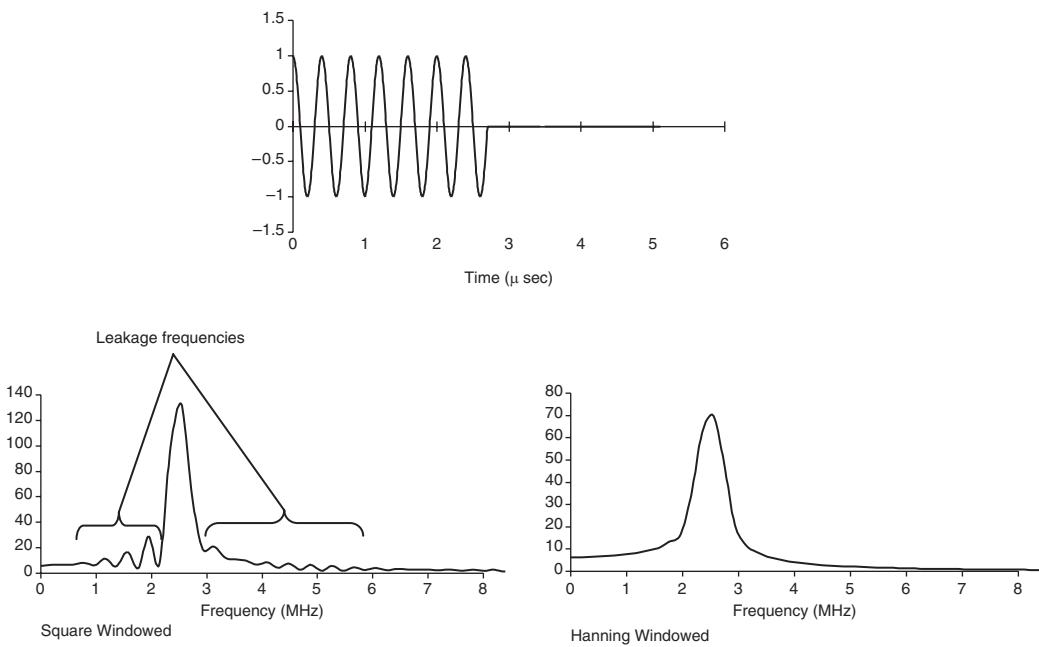 1.5
1
0.5
0
−0.5
−1
−1.5
0 1 2 3 4 5 6
Time (μ sec)
Leakage frequencies
140
120
100
80
60
40
20
0
0 1 2 3 4 5 6 7 8
Frequency (MHz)
Square Windowed
80
70
60
50
40
30
20
10
0
0 1 2 3 4 5 6 7 8
Frequency (MHz)
Hanning Windowed